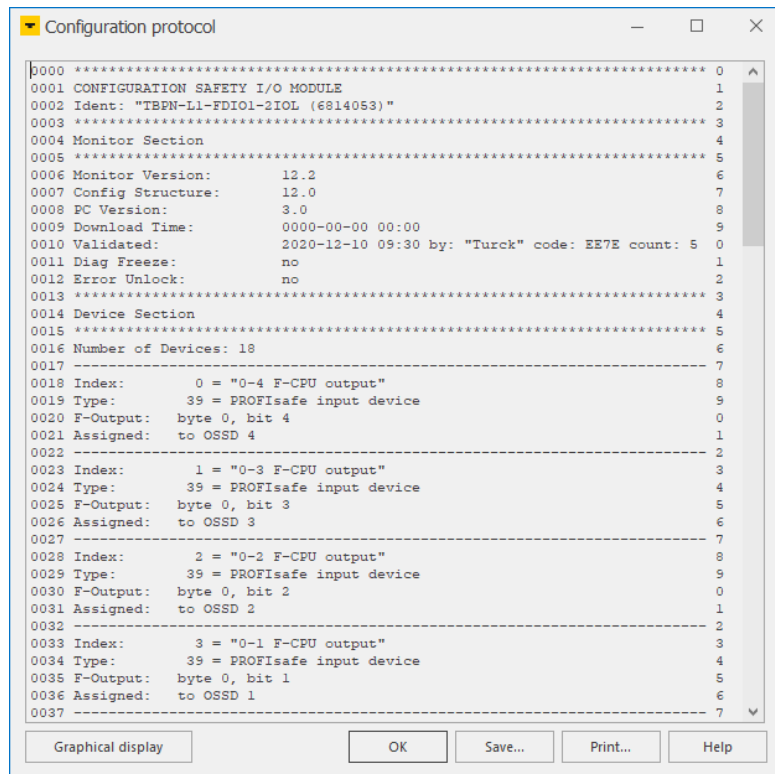 Configuration protocol
0000 ************************************************************************* 0
0001 CONFIGURATION SAFETY I/O MODULE 1
0002 Ident: "TBPN-L1-FDIO1-2IOL (6814053)" 2
0003 ************************************************************************* 3
0004 Monitor Section 4
0005 ************************************************************************* 5
0006 Monitor Version: 12.2 6
0007 Config Structure: 12.0 7
0008 PC Version: 3.0 8
0009 Download Time: 0000-00-00 00:00 9
0010 Validated: 2020-12-10 09:30 by: "Turck" code: EE7E count: 5 0
0011 Diag Freeze: no 1
0012 Error Unlock: no 2
0013 ************************************************************************* 3
0014 Device Section 4
0015 ************************************************************************* 5
0016 Number of Devices: 18 6
0017 ------------------------------------------------------------------------- 7
0018 Index: 0 = "0-4 F-CPU output" 8
0019 Type: 39 = PROFIsafe input device 9
0020 F-Output: byte 0, bit 4 0
0021 Assigned: to OSSD 4 1
0022 ------------------------------------------------------------------------- 2
0023 Index: 1 = "0-3 F-CPU output" 3
0024 Type: 39 = PROFIsafe input device 4
0025 F-Output: byte 0, bit 3 5
0026 Assigned: to OSSD 3 6
0027 ------------------------------------------------------------------------- 7
0028 Index: 2 = "0-2 F-CPU output" 8
0029 Type: 39 = PROFIsafe input device 9
0030 F-Output: byte 0, bit 2 0
0031 Assigned: to OSSD 2 1
0032 ------------------------------------------------------------------------- 2
0033 Index: 3 = "0-1 F-CPU output" 3
0034 Type: 39 = PROFIsafe input device 4
0035 F-Output: byte 0, bit 1 5
0036 Assigned: to OSSD 1 6
0037 ------------------------------------------------------------------------- 7
Graphical display OK Save... Print... Help